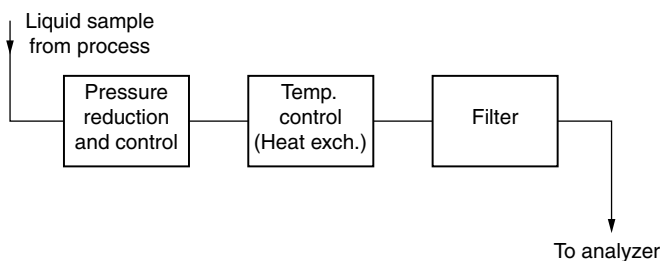 Liquid sample
from process
Pressure
reduction
and control
Temp.
control
(Heat exch.)
Filter
To analyzer